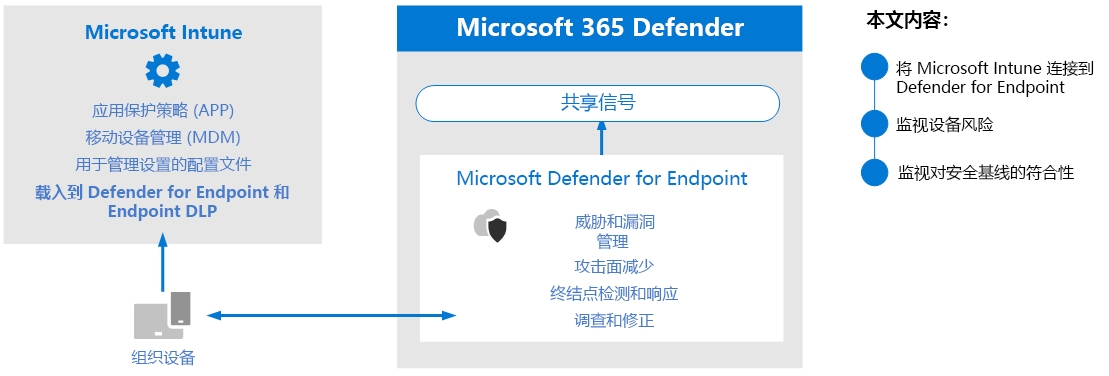 Microsoft Intune
应用保护策略 (APP)
移动设备管理 (MDM)
用于管理设置的配置文件
载入到 Defender for Endpoint 和
Endpoint DLP
组织设备
Microsoft 365 Defender
共享信号
Microsoft Defender for Endpoint
威胁和漏洞
管理
攻击面减少
终结点检测和响应
调查和修正
本文内容：
将 Microsoft Intune 连接到
Defender for Endpoint
监视设备风险
监视对安全基线的符合性